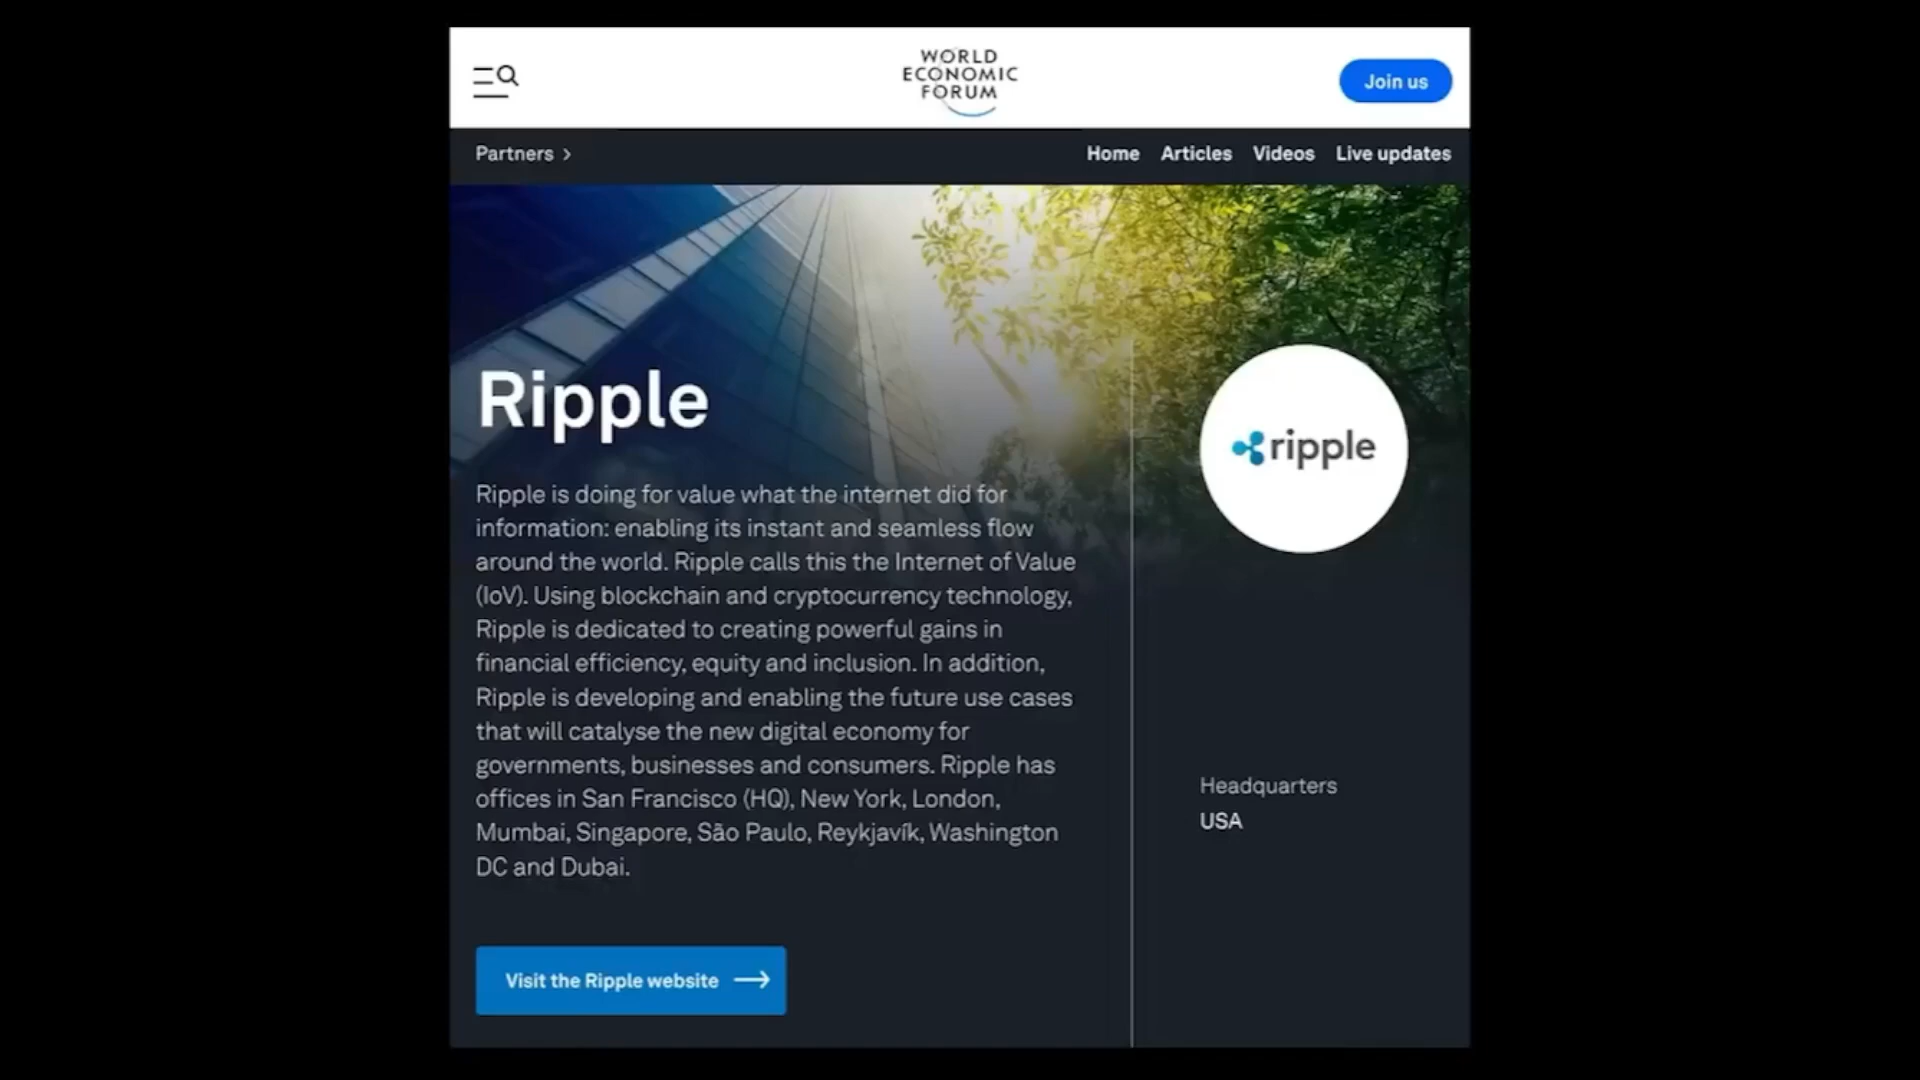 WORLD
ECONOMIC
FORUM
Join us
Partners
Home Articles Videos Live updates
Ripple
ripple
Ripple is doing for value what the internet did for
information: enabling its instant and seamless flow
around the world. Ripple calls this the Internet of Value
(IoV). Using blockchain and cryptocurrency technology,
Ripple is dedicated to creating powerful gains in
financial efficiency, equity and inclusion. In addition,
Ripple is developing and enabling the future use cases
that will catalyse the new digital economy for
governments, businesses and consumers. Ripple has
offices in San Francisco (HQ), New York, London,
Mumbai, Singapore, São Paulo, Reykjavík, Washington
DC and Dubai.
Headquarters
USA
Visit the Ripple website